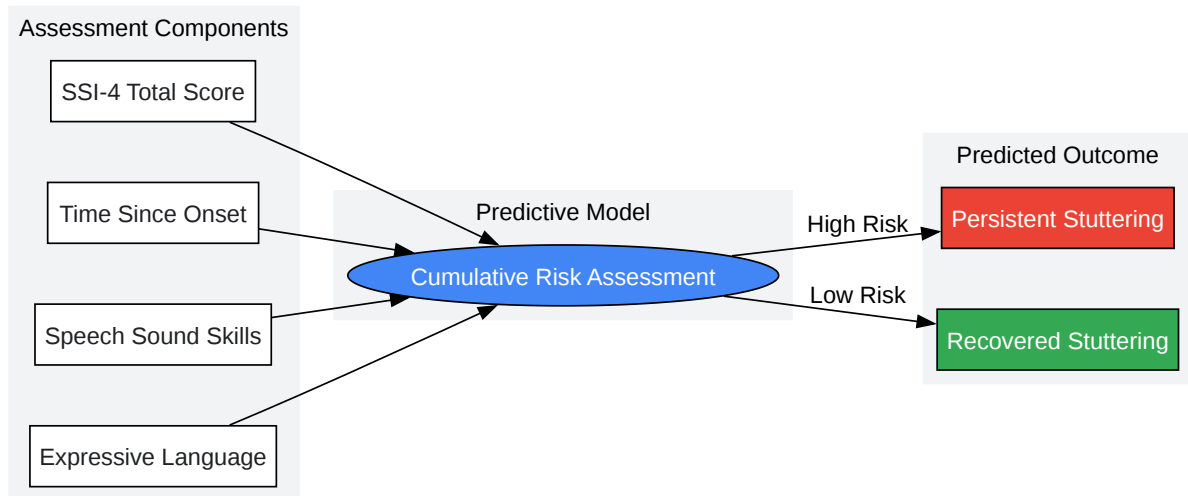 Assessment Components
SSI-4 Total Score
Time Since Onset
Speech Sound Skills
Expressive Language
Predictive Model
Cumulative Risk Assessment
High Risk
Low Risk
Predicted Outcome
Persistent Stuttering
Recovered Stuttering